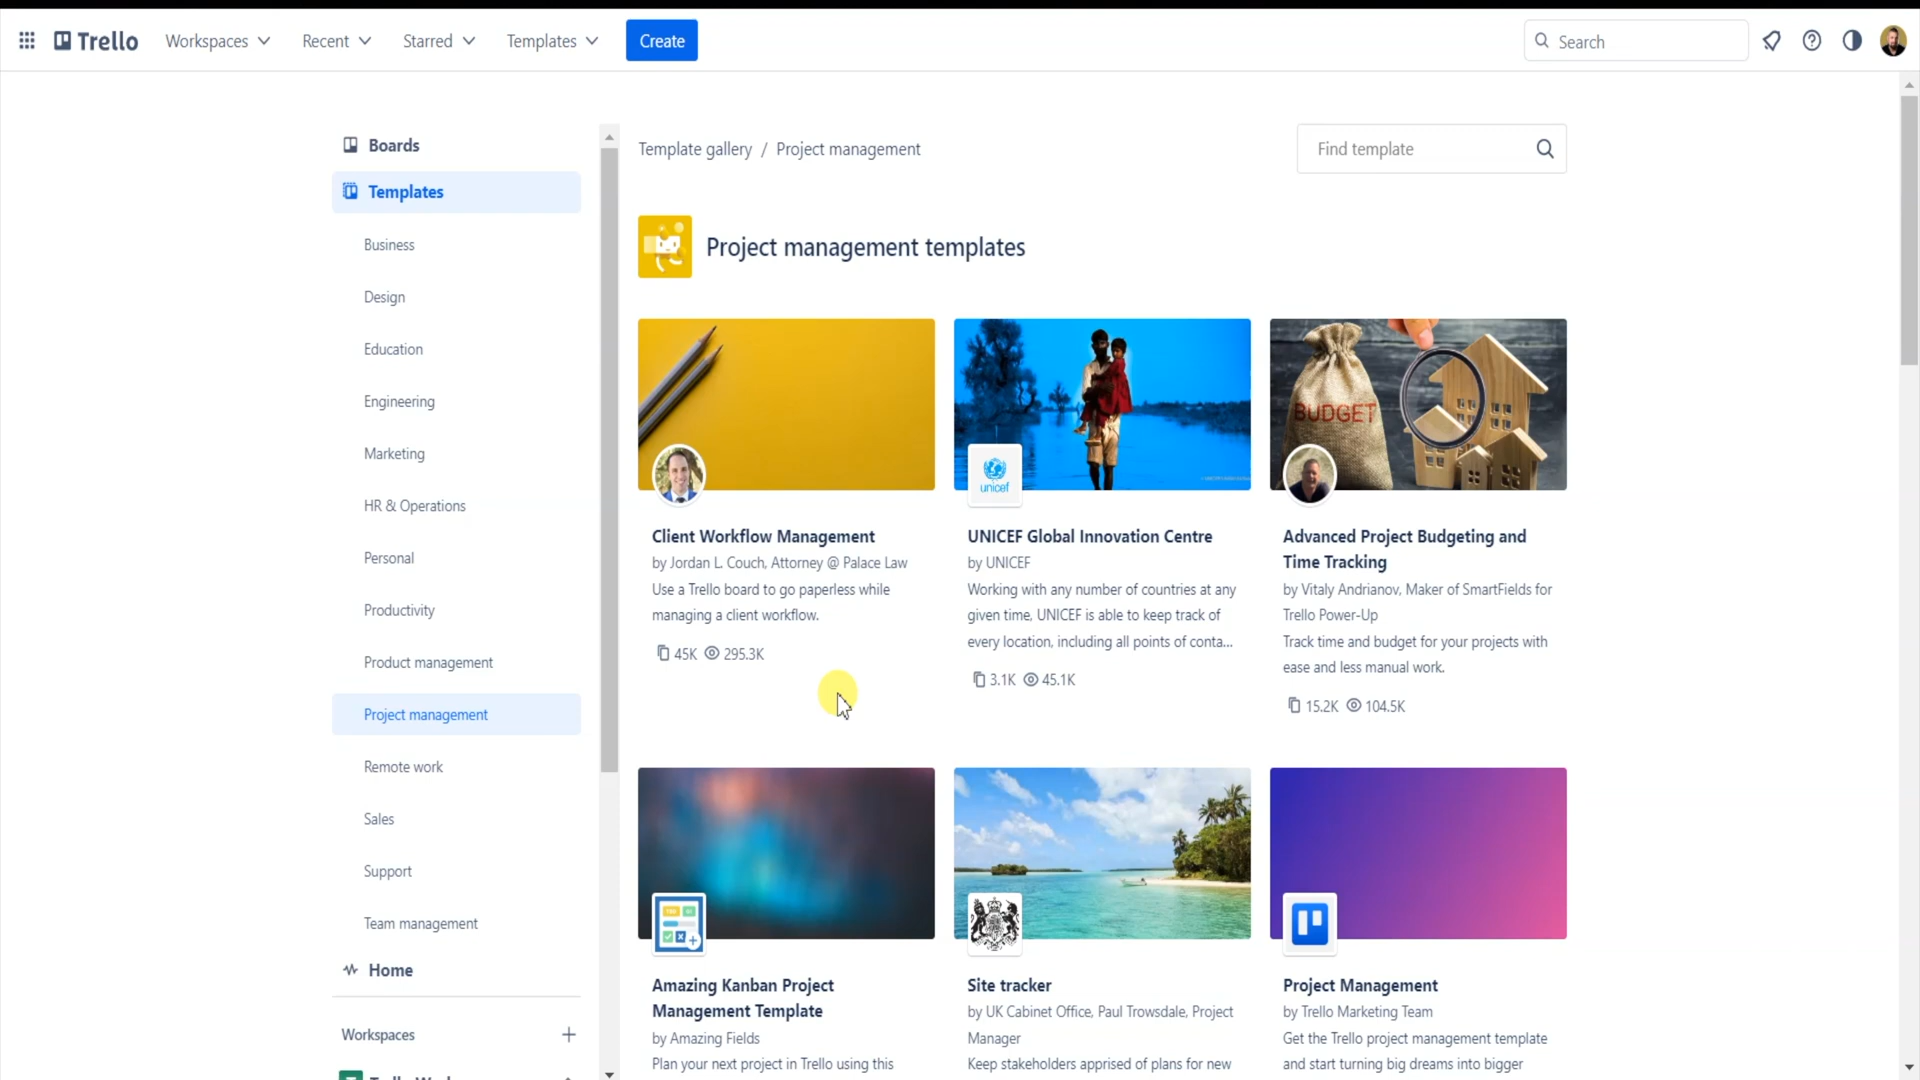 Trello
Workspaces
Recent
Starred
Templates
Create
Search
Boards
Templates
Business
Design
Education
Engineering
Marketing
HR & Operations
Personal
Productivity
Product management
Project management
Remote work
Sales
Support
Team management
Home
Workspaces
Template gallery / Project management
Find template
Project management templates
Client Workflow Management
by Jordan L. Couch, Attorney @ Palace Law
Use a Trello board to go paperless while
managing a client workflow.
45K 295.3K
unicef
UNICEF Global Innovation Centre
by UNICEF
Working with any number of countries at any
given time, UNICEF is able to keep track of
every location, including all points of conta...
3.1K 45.1K
BUDGET
Advanced Project Budgeting and
Time Tracking
by Vitaly Andrianov, Maker of SmartFields for
Trello Power-Up
Track time and budget for your projects with
ease and less manual work.
15.2K 104.5K
Amazing Kanban Project
Management Template
by Amazing Fields
Plan your next project in Trello using this
Site tracker
by UK Cabinet Office, Paul Trowsdale, Project
Manager
Keep stakeholders apprised of plans for new
Project Management
by Trello Marketing Team
Get the Trello project management template
and start turning big dreams into bigger